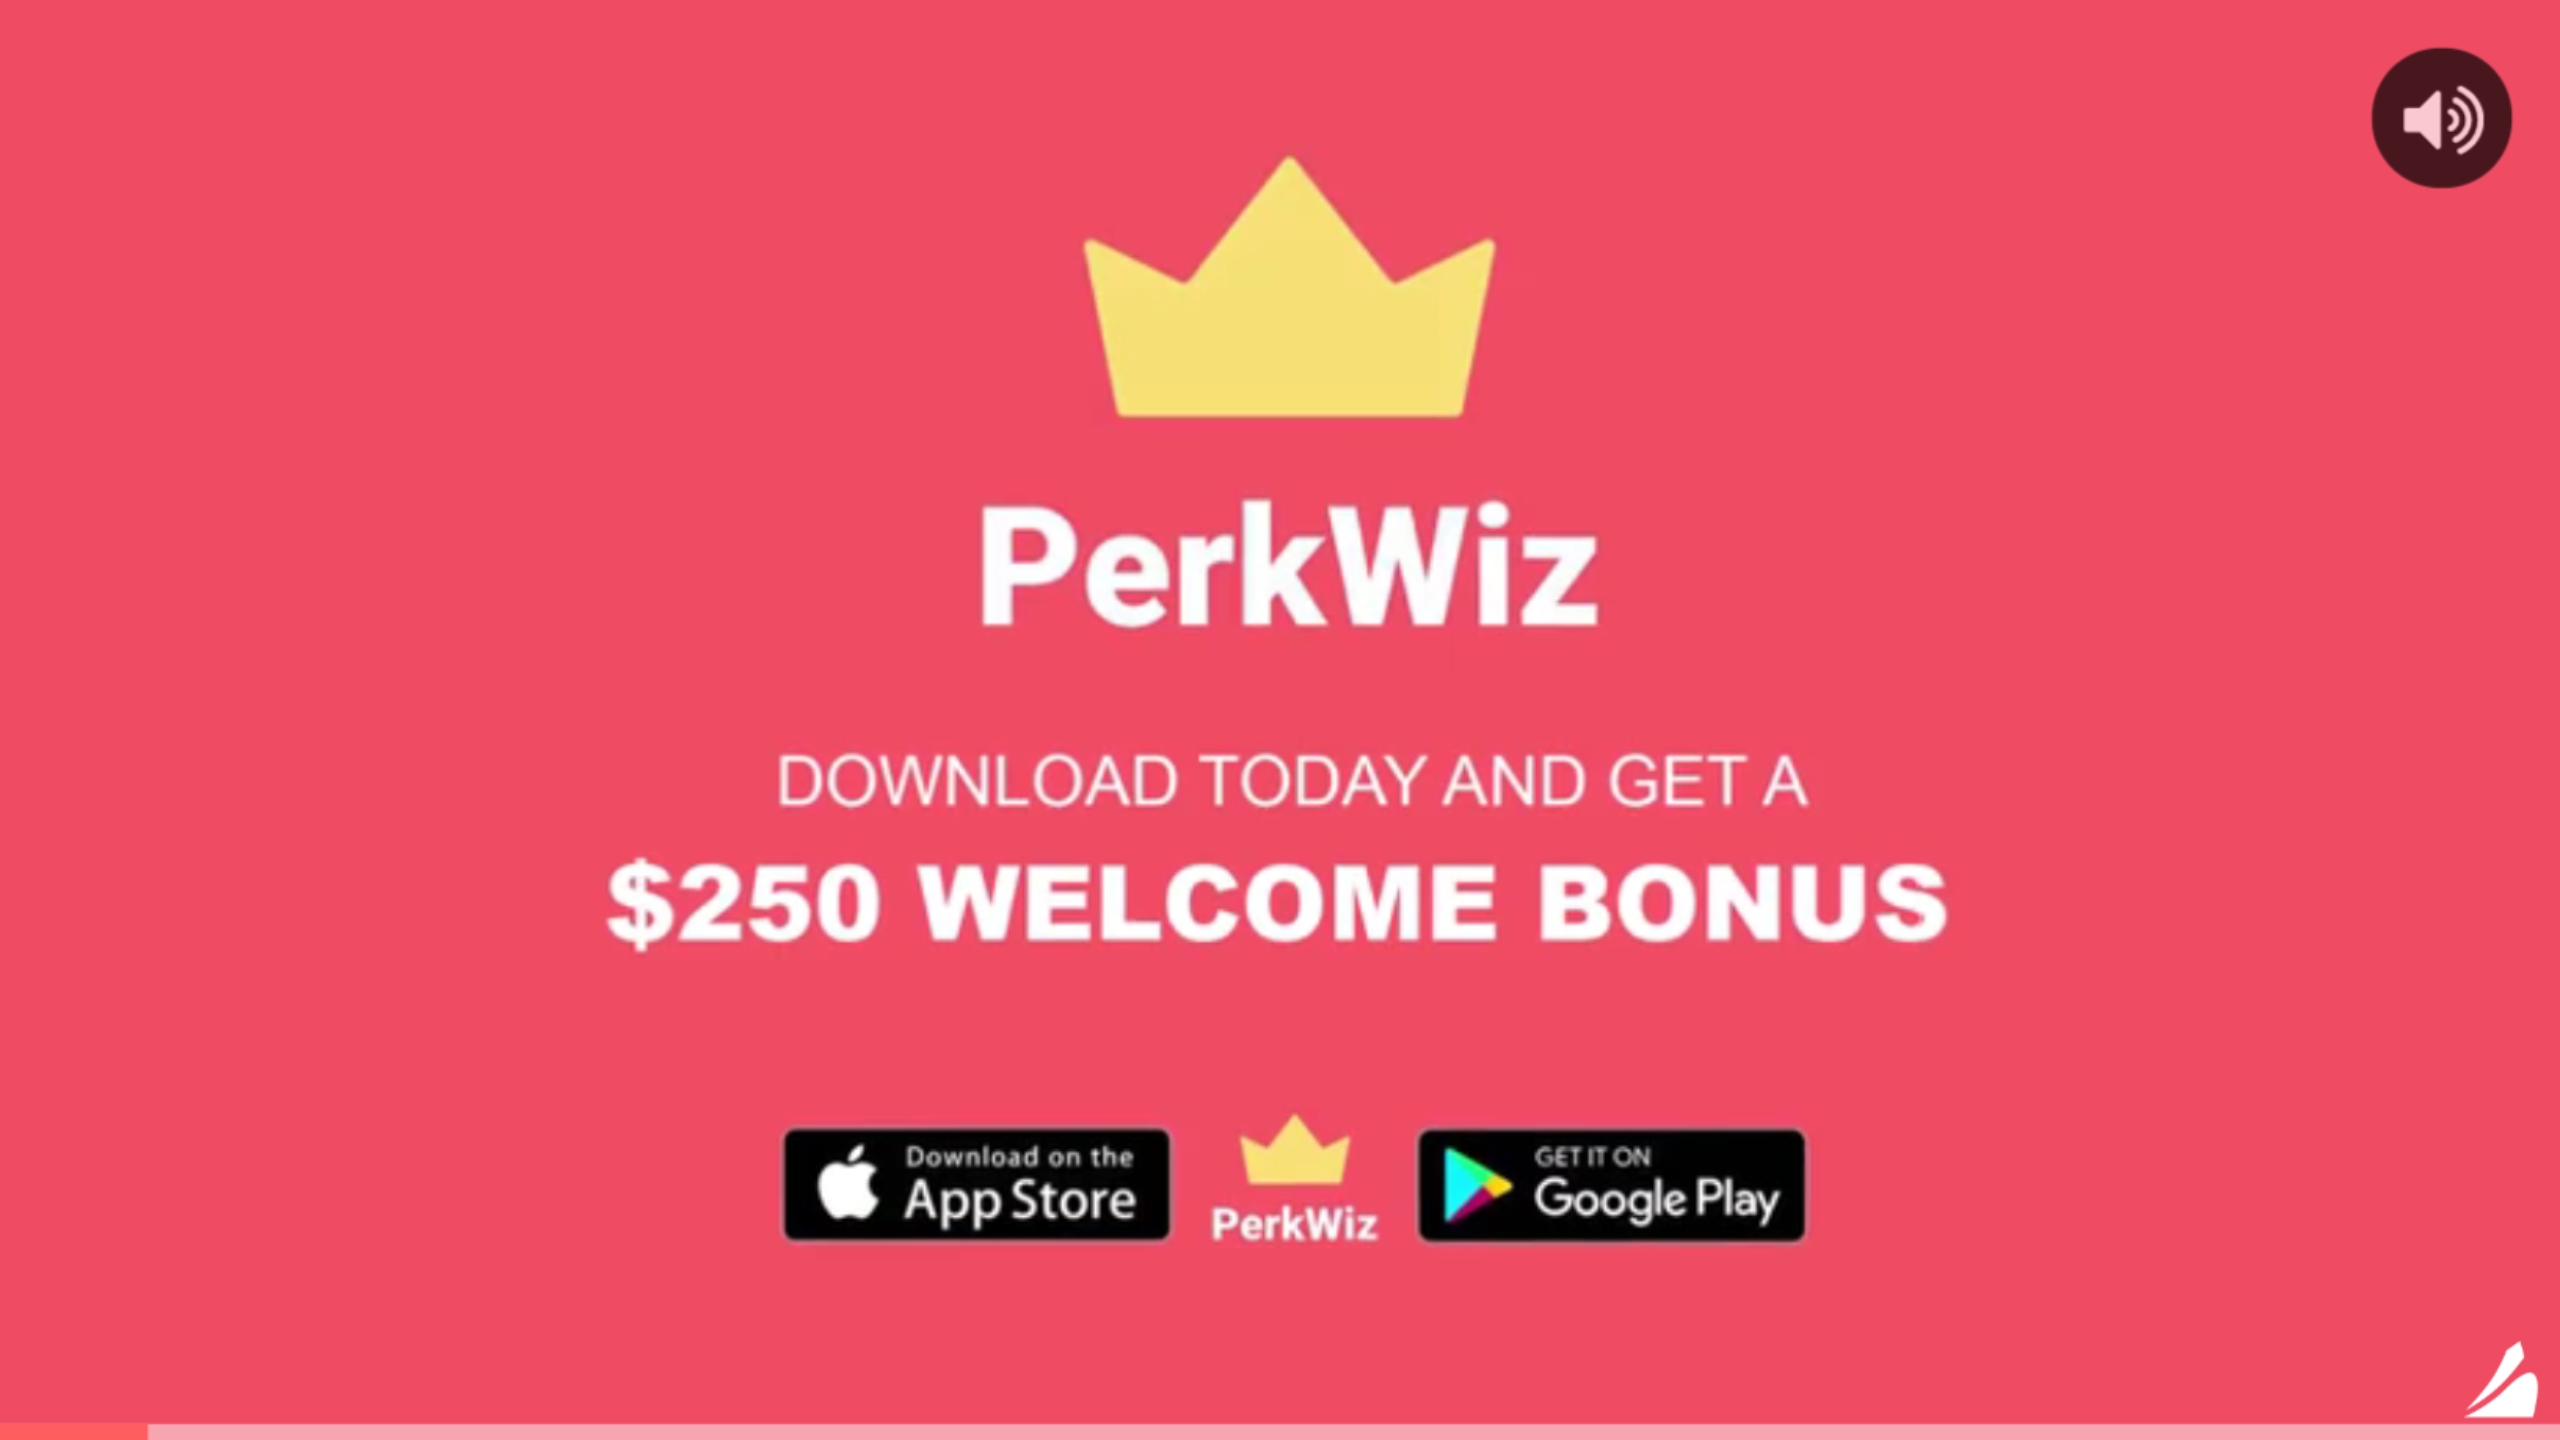 PerkWiz
DOWNLOAD TODAY AND GET A
$250 WELCOME BONUS
Download on the
App Store
PerkWiz
GET IT ON
Google Play